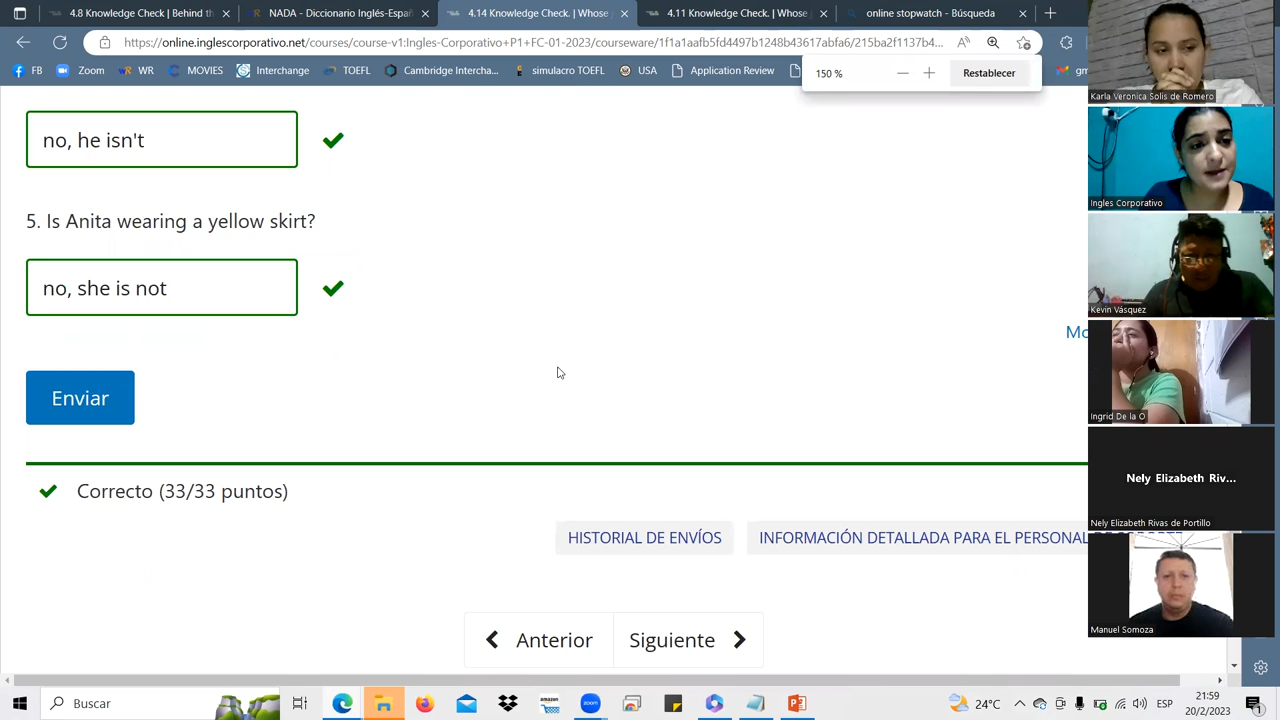 4.8 Knowledge Check. | Behind th
NADA - Diccionario Inglés-Españ
4.14 Knowledge Check. | Whose
4.11 Knowledge Check. | Whose
online stopwatch - Búsqueda
https://online.inglescorporativo.net/courses/course-v1:Ingles-Corporativo+P1+FC-01-2023/courseware/1f1a1aafb5fd4497b1248b43617abfa6/215ba2f1137b4...
FB
Zoom
WR
MOVIES
Interchange
TOEFL
Cambridge Intercha...
simulacro TOEFL
USA
Application Review
gm
150 %
Restablecer
no, he isn't
5. Is Anita wearing a yellow skirt?
no, she is not
Mo
Enviar
Correcto (33/33 puntos)
HISTORIAL DE ENVÍOS
INFORMACIÓN DETALLADA PARA EL PERSONAL
Anterior
Siguiente
Karla Veronica Solis de Romero
Ingles Corporativo
Kevin Vásquez
Ingrid De la O
Nely Elizabeth Riv...
Nely Elizabeth Rivas de Portillo
Manuel Somoza
Buscar
24°C
ESP
21:59
20/2/2023